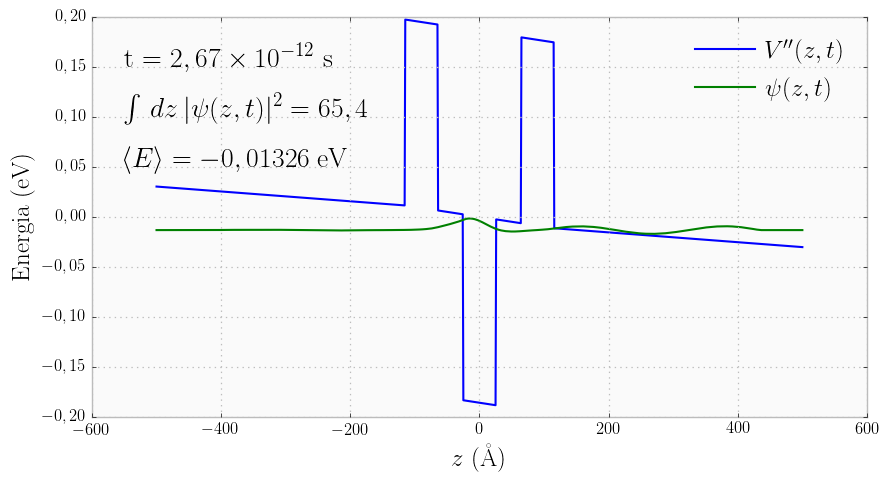 t = 2,67 × 10⁻¹² s
∫ dz |ψ(z,t)|² = 65,4
⟨E⟩ = −0,01326 eV
V′′(z,t)
ψ(z,t)
Energia (eV)
0,20
0,15
0,10
0,05
0,00
−0,05
−0,10
−0,15
−0,20
−600 −400 −200 0 200 400 600
z (Å)